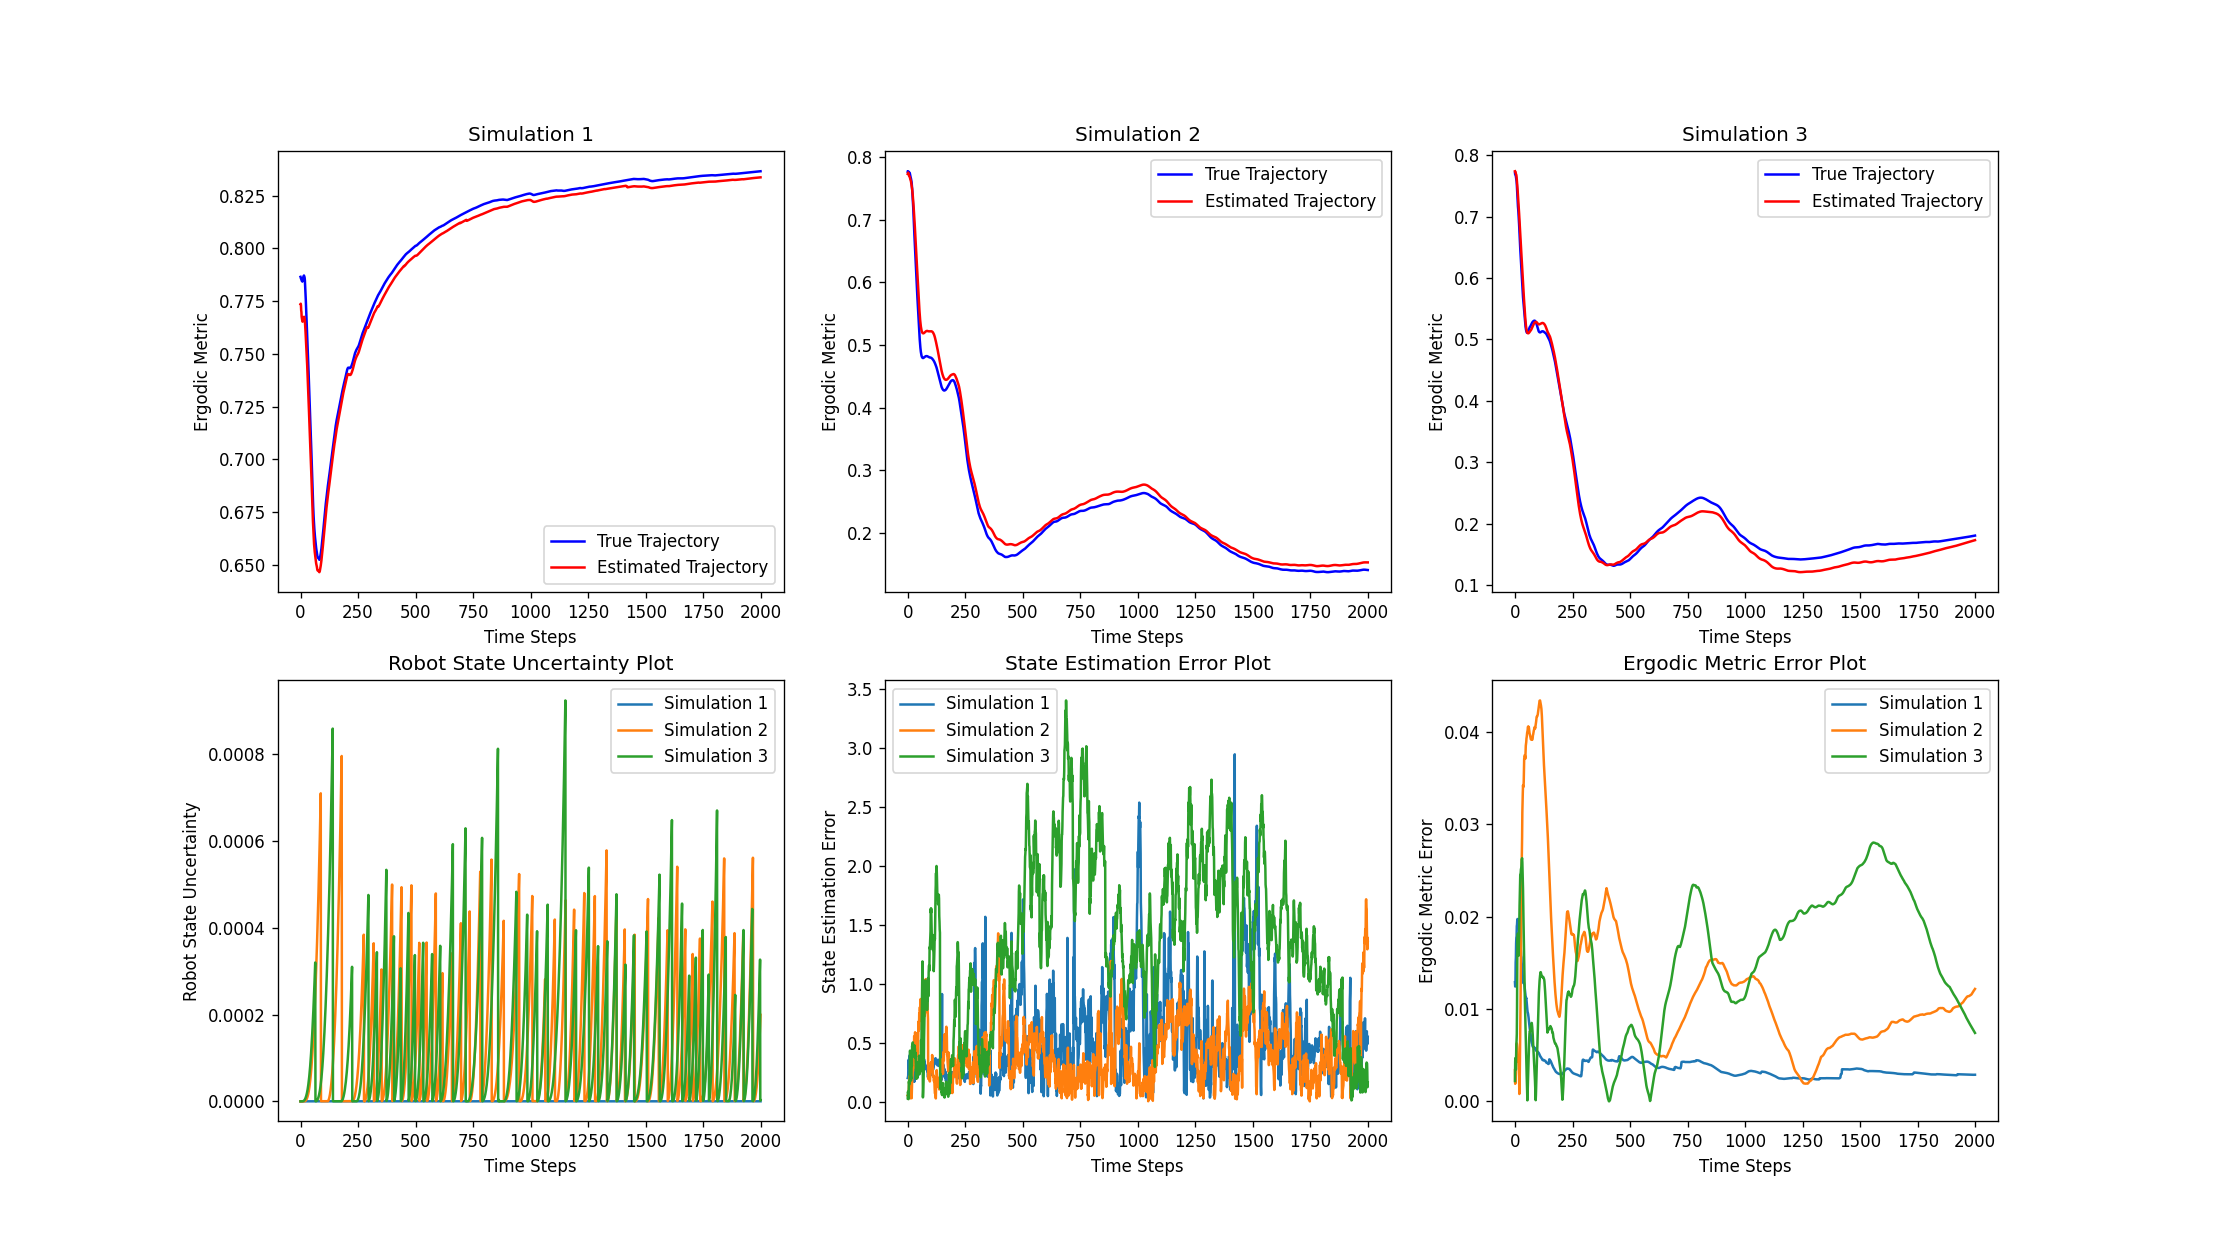 Simulation 1
Ergodic Metric
0.825
0.800
0.775
0.750
0.725
0.700
0.675
0.650
True Trajectory
Estimated Trajectory
0 250 500 750 1000 1250 1500 1750 2000
Time Steps
Simulation 2
Ergodic Metric
0.8
0.7
0.6
0.5
0.4
0.3
0.2
True Trajectory
Estimated Trajectory
0 250 500 750 1000 1250 1500 1750 2000
Time Steps
Simulation 3
Ergodic Metric
0.8
0.7
0.6
0.5
0.4
0.3
0.2
0.1
True Trajectory
Estimated Trajectory
0 250 500 750 1000 1250 1500 1750 2000
Time Steps
Robot State Uncertainty Plot
Robot State Uncertainty
0.0008
0.0006
0.0004
0.0002
0.0000
Simulation 1
Simulation 2
Simulation 3
0 250 500 750 1000 1250 1500 1750 2000
Time Steps
State Estimation Error Plot
State Estimation Error
3.5
3.0
2.5
2.0
1.5
1.0
0.5
0.0
Simulation 1
Simulation 2
Simulation 3
0 250 500 750 1000 1250 1500 1750 2000
Time Steps
Ergodic Metric Error Plot
Ergodic Metric Error
0.04
0.03
0.02
0.01
0.00
Simulation 1
Simulation 2
Simulation 3
0 250 500 750 1000 1250 1500 1750 2000
Time Steps